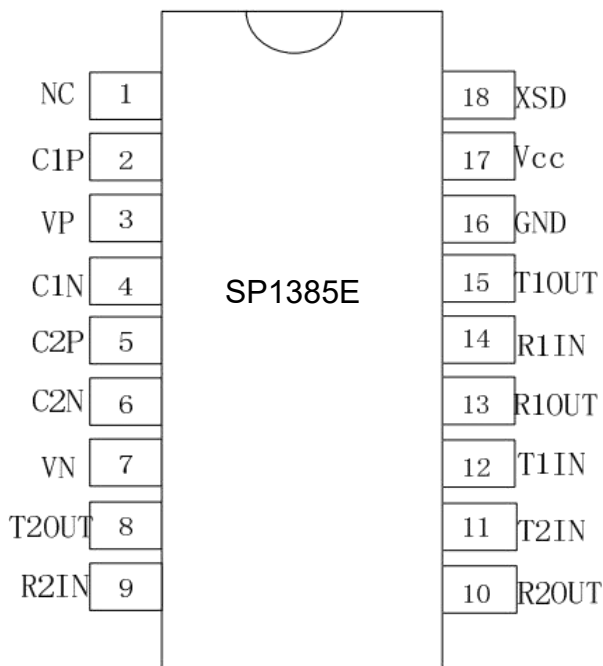 NC 1 18 XSD
C1P 2 17 Vcc
VP 3 16 GND
C1N 4 15 T1OUT
SP1385E
C2P 5 14 R1IN
C2N 6 13 R1OUT
VN 7 12 T1IN
T2OUT 8 11 T2IN
R2IN 9 10 R2OUT